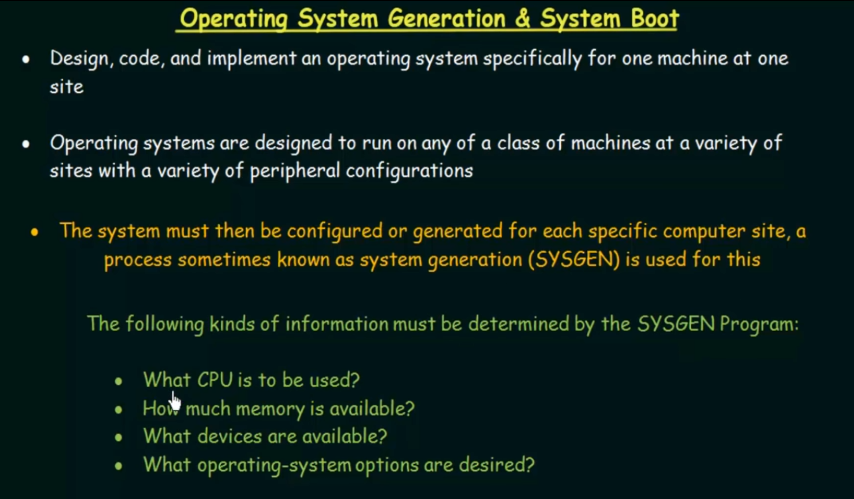 Operating System Generation & System Boot
• Design, code, and implement an operating system specifically for one machine at one
site
• Operating systems are designed to run on any of a class of machines at a variety of
sites with a variety of peripheral configurations
• The system must then be configured or generated for each specific computer site, a
process sometimes known as system generation (SYSGEN) is used for this
The following kinds of information must be determined by the SYSGEN Program:
• What CPU is to be used?
• How much memory is available?
• What devices are available?
• What operating-system options are desired?